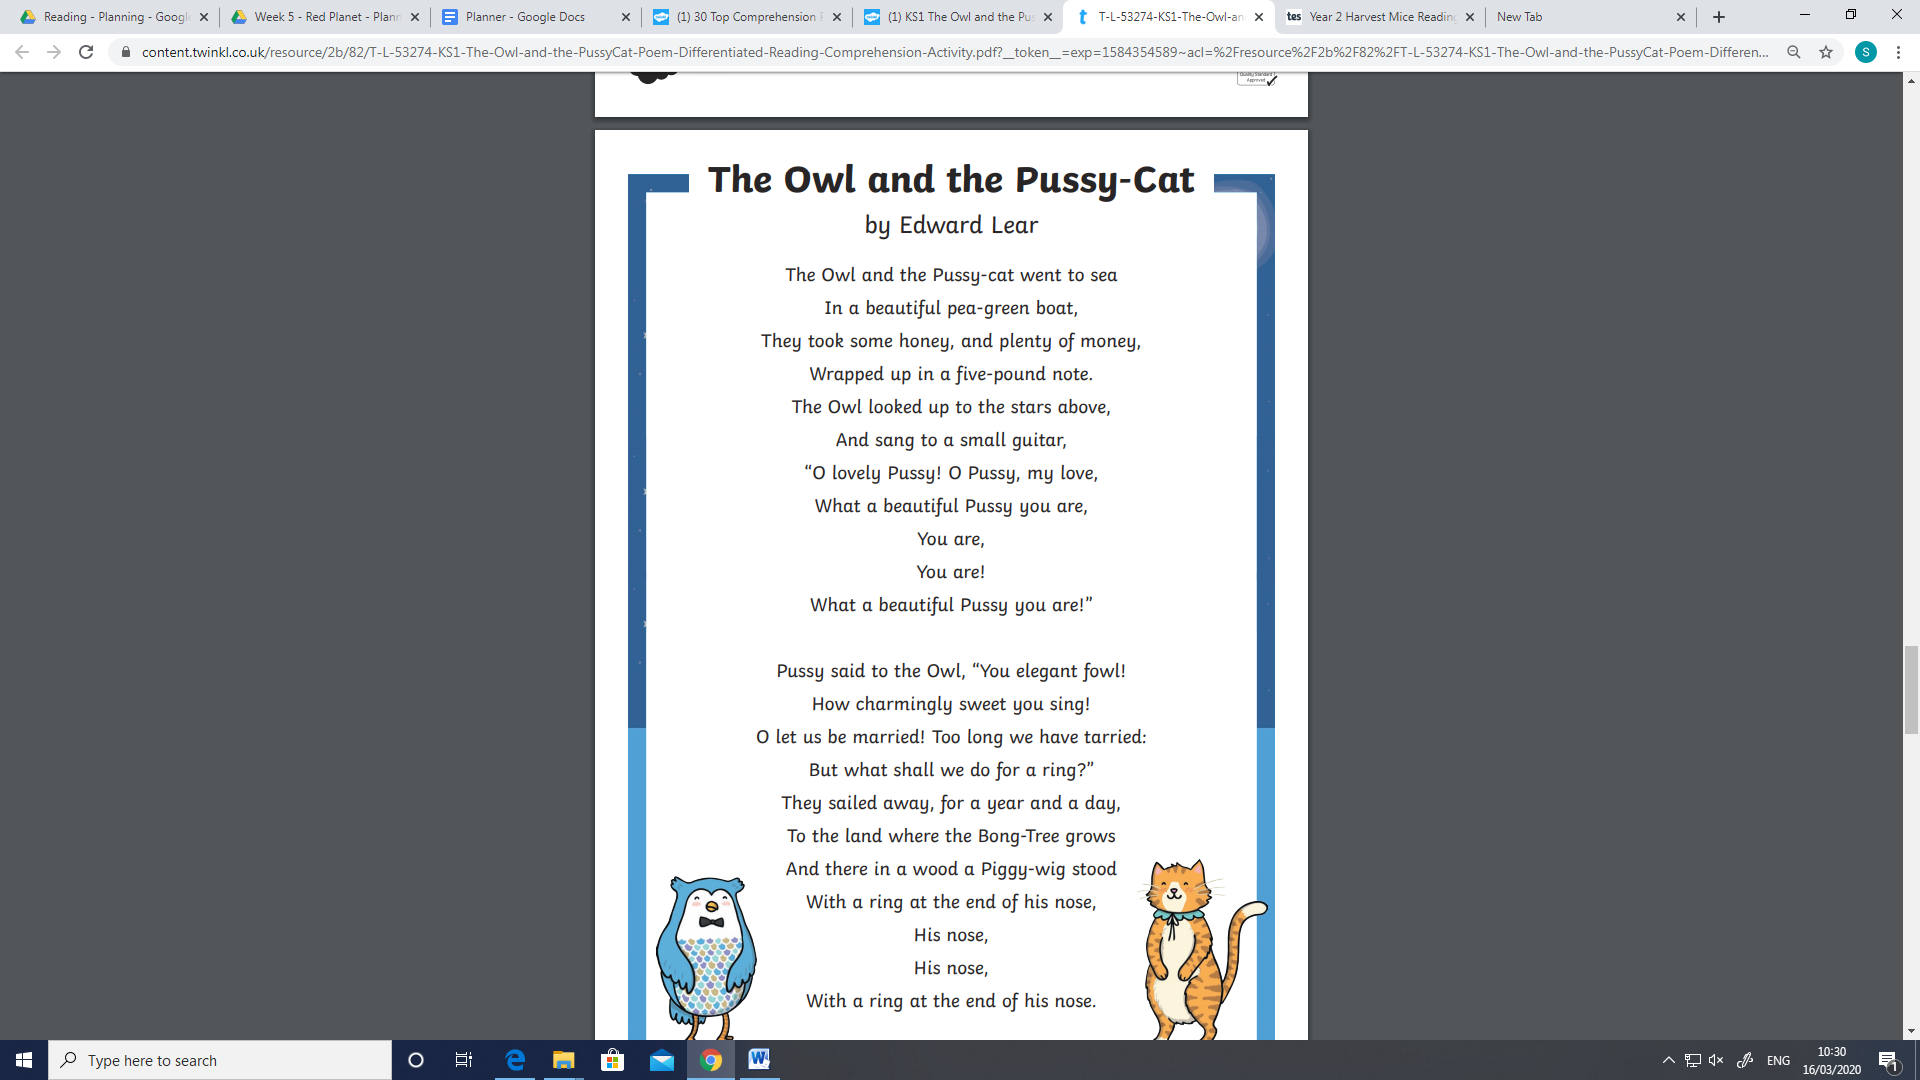 Reading - Planning - Googl
Week 5 - Red Planet - Plann
Planner - Google Docs
(1) 30 Top Comprehension
(1) KS1 The Owl and the Pus
T-L-53274-KS1-The-Owl-an
tes Year 2 Harvest Mice Reading
New Tab
content.twinkl.co.uk/resource/2b/82/T-L-53274-KS1-The-Owl-and-the-PussyCat-Poem-Differentiated-Reading-Comprehension-Activity.pdf?__token__=exp=1584354589~acl=%2Fresource%2F2b%2F82%2FT-L-53274-KS1-The-Owl-and-the-PussyCat-Poem-Differen...
S
Quality Standard
Approved
The Owl and the Pussy-Cat
by Edward Lear
The Owl and the Pussy-cat went to sea
In a beautiful pea-green boat,
They took some honey, and plenty of money,
Wrapped up in a five-pound note.
The Owl looked up to the stars above,
And sang to a small guitar,
“O lovely Pussy! O Pussy, my love,
What a beautiful Pussy you are,
You are,
You are!
What a beautiful Pussy you are!”
Pussy said to the Owl, “You elegant fowl!
How charmingly sweet you sing!
O let us be married! Too long we have tarried:
But what shall we do for a ring?”
They sailed away, for a year and a day,
To the land where the Bong-Tree grows
And there in a wood a Piggy-wig stood
With a ring at the end of his nose,
His nose,
His nose,
With a ring at the end of his nose.
Type here to search
ENG
10:30
16/03/2020
1